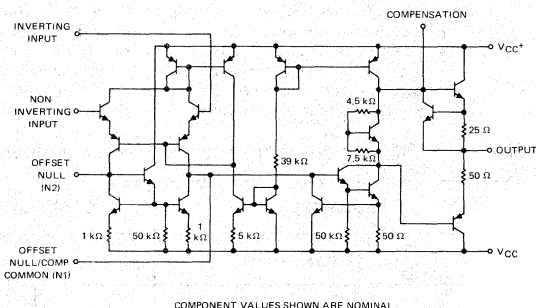 COMPENSATION
INVERTING
INPUT
VCC+
NON
INVERTING
INPUT
4.5 kΩ
25 Ω
OUTPUT
7.5 kΩ
OFFSET
NULL
(N2)
39 kΩ
50 Ω
1 kΩ
50 kΩ
1
kΩ
5 kΩ
50 kΩ
50 Ω
OFFSET
NULL/COMP
COMMON (N1)
VCC
COMPONENT VALUES SHOWN ARE NOMINAL